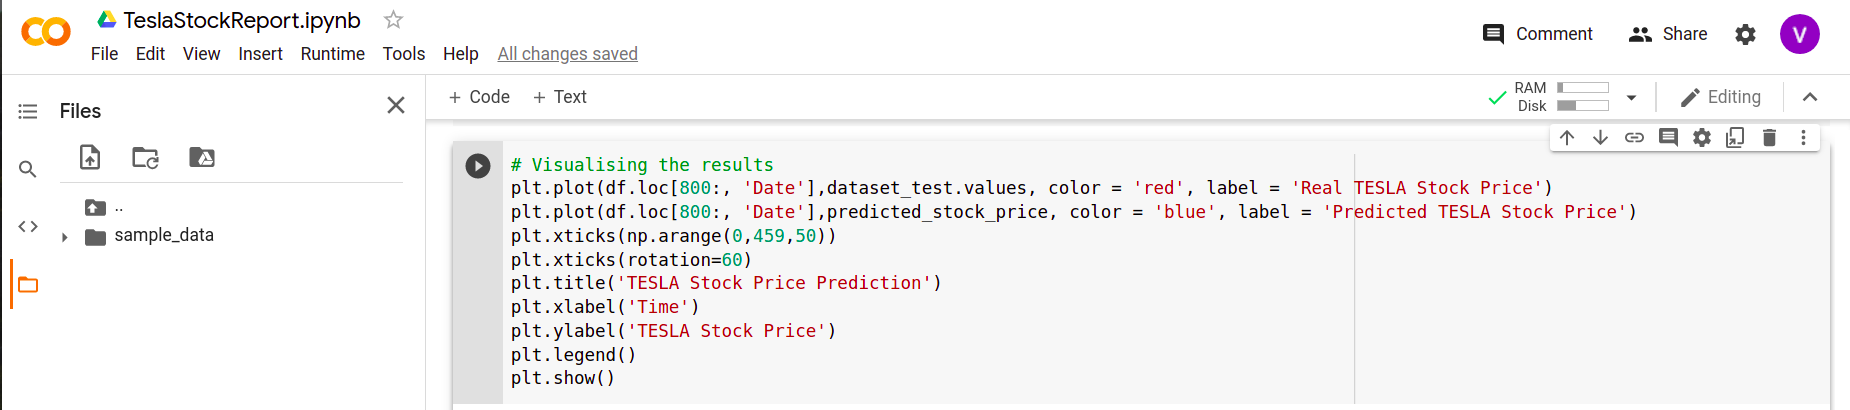 TeslaStockReport.ipynb
File Edit View Insert Runtime Tools Help All changes saved
Comment Share V
Files
+ Code + Text
RAM
Disk
Editing
..
sample_data
# Visualising the results
plt.plot(df.loc[800:, 'Date'],dataset_test.values, color = 'red', label = 'Real TESLA Stock Price')
plt.plot(df.loc[800:, 'Date'],predicted_stock_price, color = 'blue', label = 'Predicted TESLA Stock Price')
plt.xticks(np.arange(0,459,50))
plt.xticks(rotation=60)
plt.title('TESLA Stock Price Prediction')
plt.xlabel('Time')
plt.ylabel('TESLA Stock Price')
plt.legend()
plt.show()